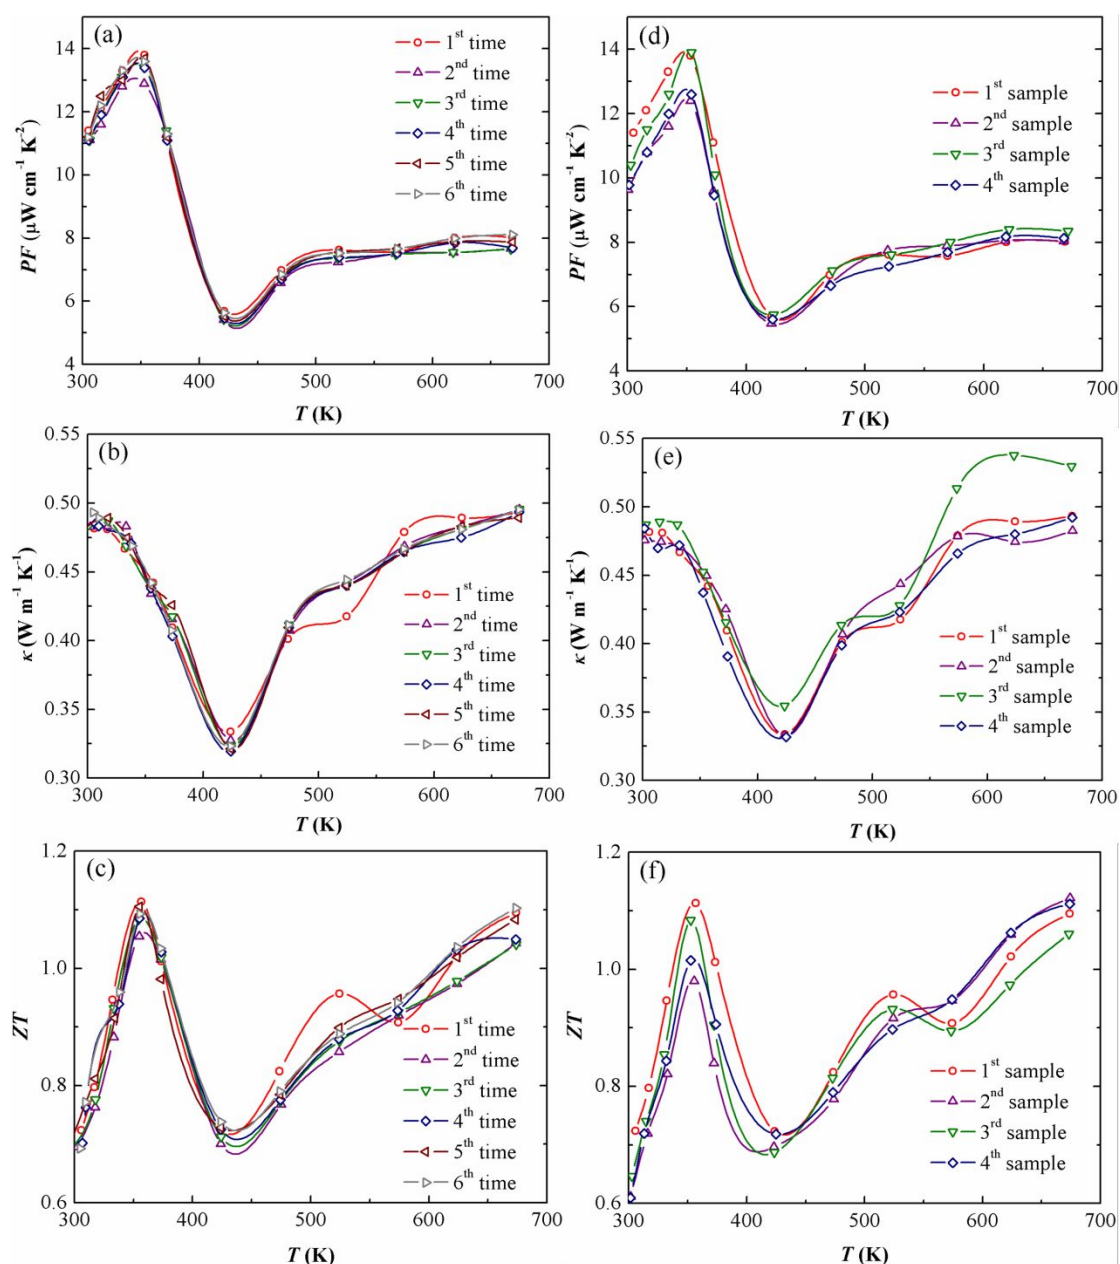 (a)
1st time
2nd time
3rd time
4th time
5th time
6th time
14
12
10
8
6
4
PF (μW cm-1 K-2)
300 400 500 600 700
T (K)
(d)
1st sample
2nd sample
3rd sample
4th sample
14
12
10
8
6
4
PF (μW cm-1 K-2)
300 400 500 600 700
T (K)
(b)
0.55
0.50
0.45
0.40
0.35
0.30
κ (W m-1 K-1)
1st time
2nd time
3rd time
4th time
5th time
6th time
300 400 500 600 700
T (K)
(e)
0.55
0.50
0.45
0.40
0.35
0.30
κ (W m-1 K-1)
1st sample
2nd sample
3rd sample
4th sample
300 400 500 600 700
T (K)
(c)
1.2
1.0
0.8
0.6
ZT
1st time
2nd time
3rd time
4th time
5th time
6th time
300 400 500 600 700
T (K)
(f)
1.2
1.0
0.8
0.6
ZT
1st sample
2nd sample
3rd sample
4th sample
300 400 500 600 700
T (K)